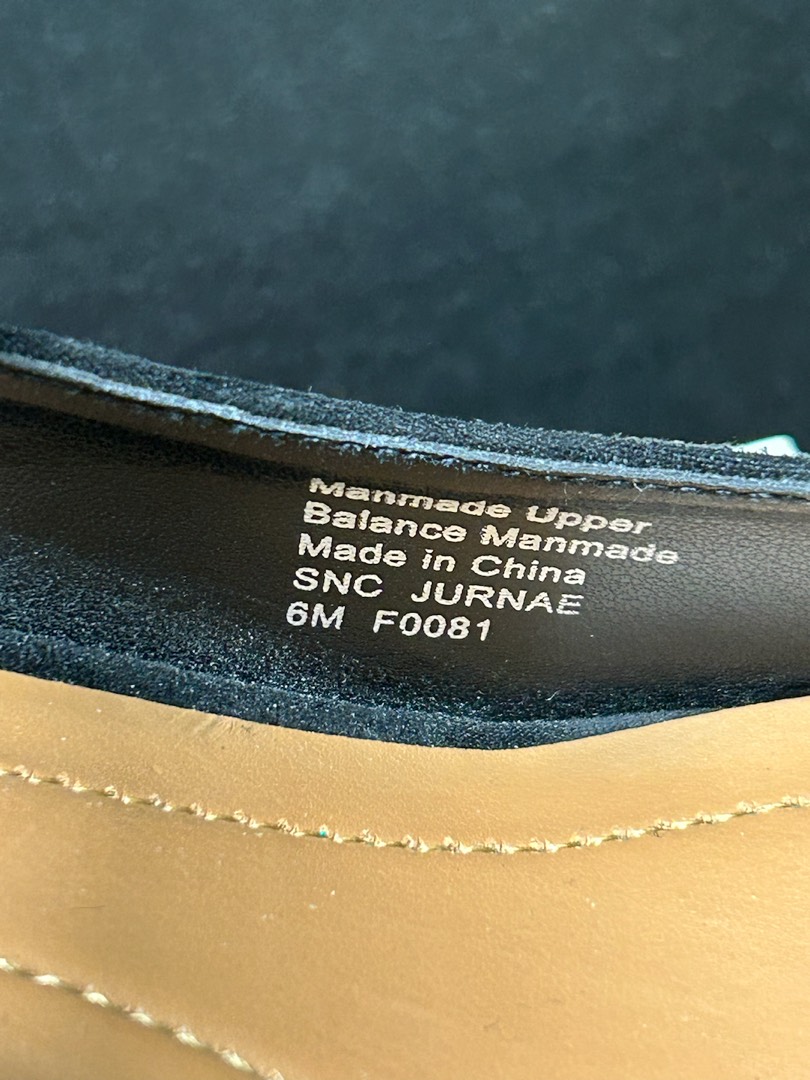 Manmade Upper
Balance Manmade
Made in China
SNC JURNAE
6M F0081